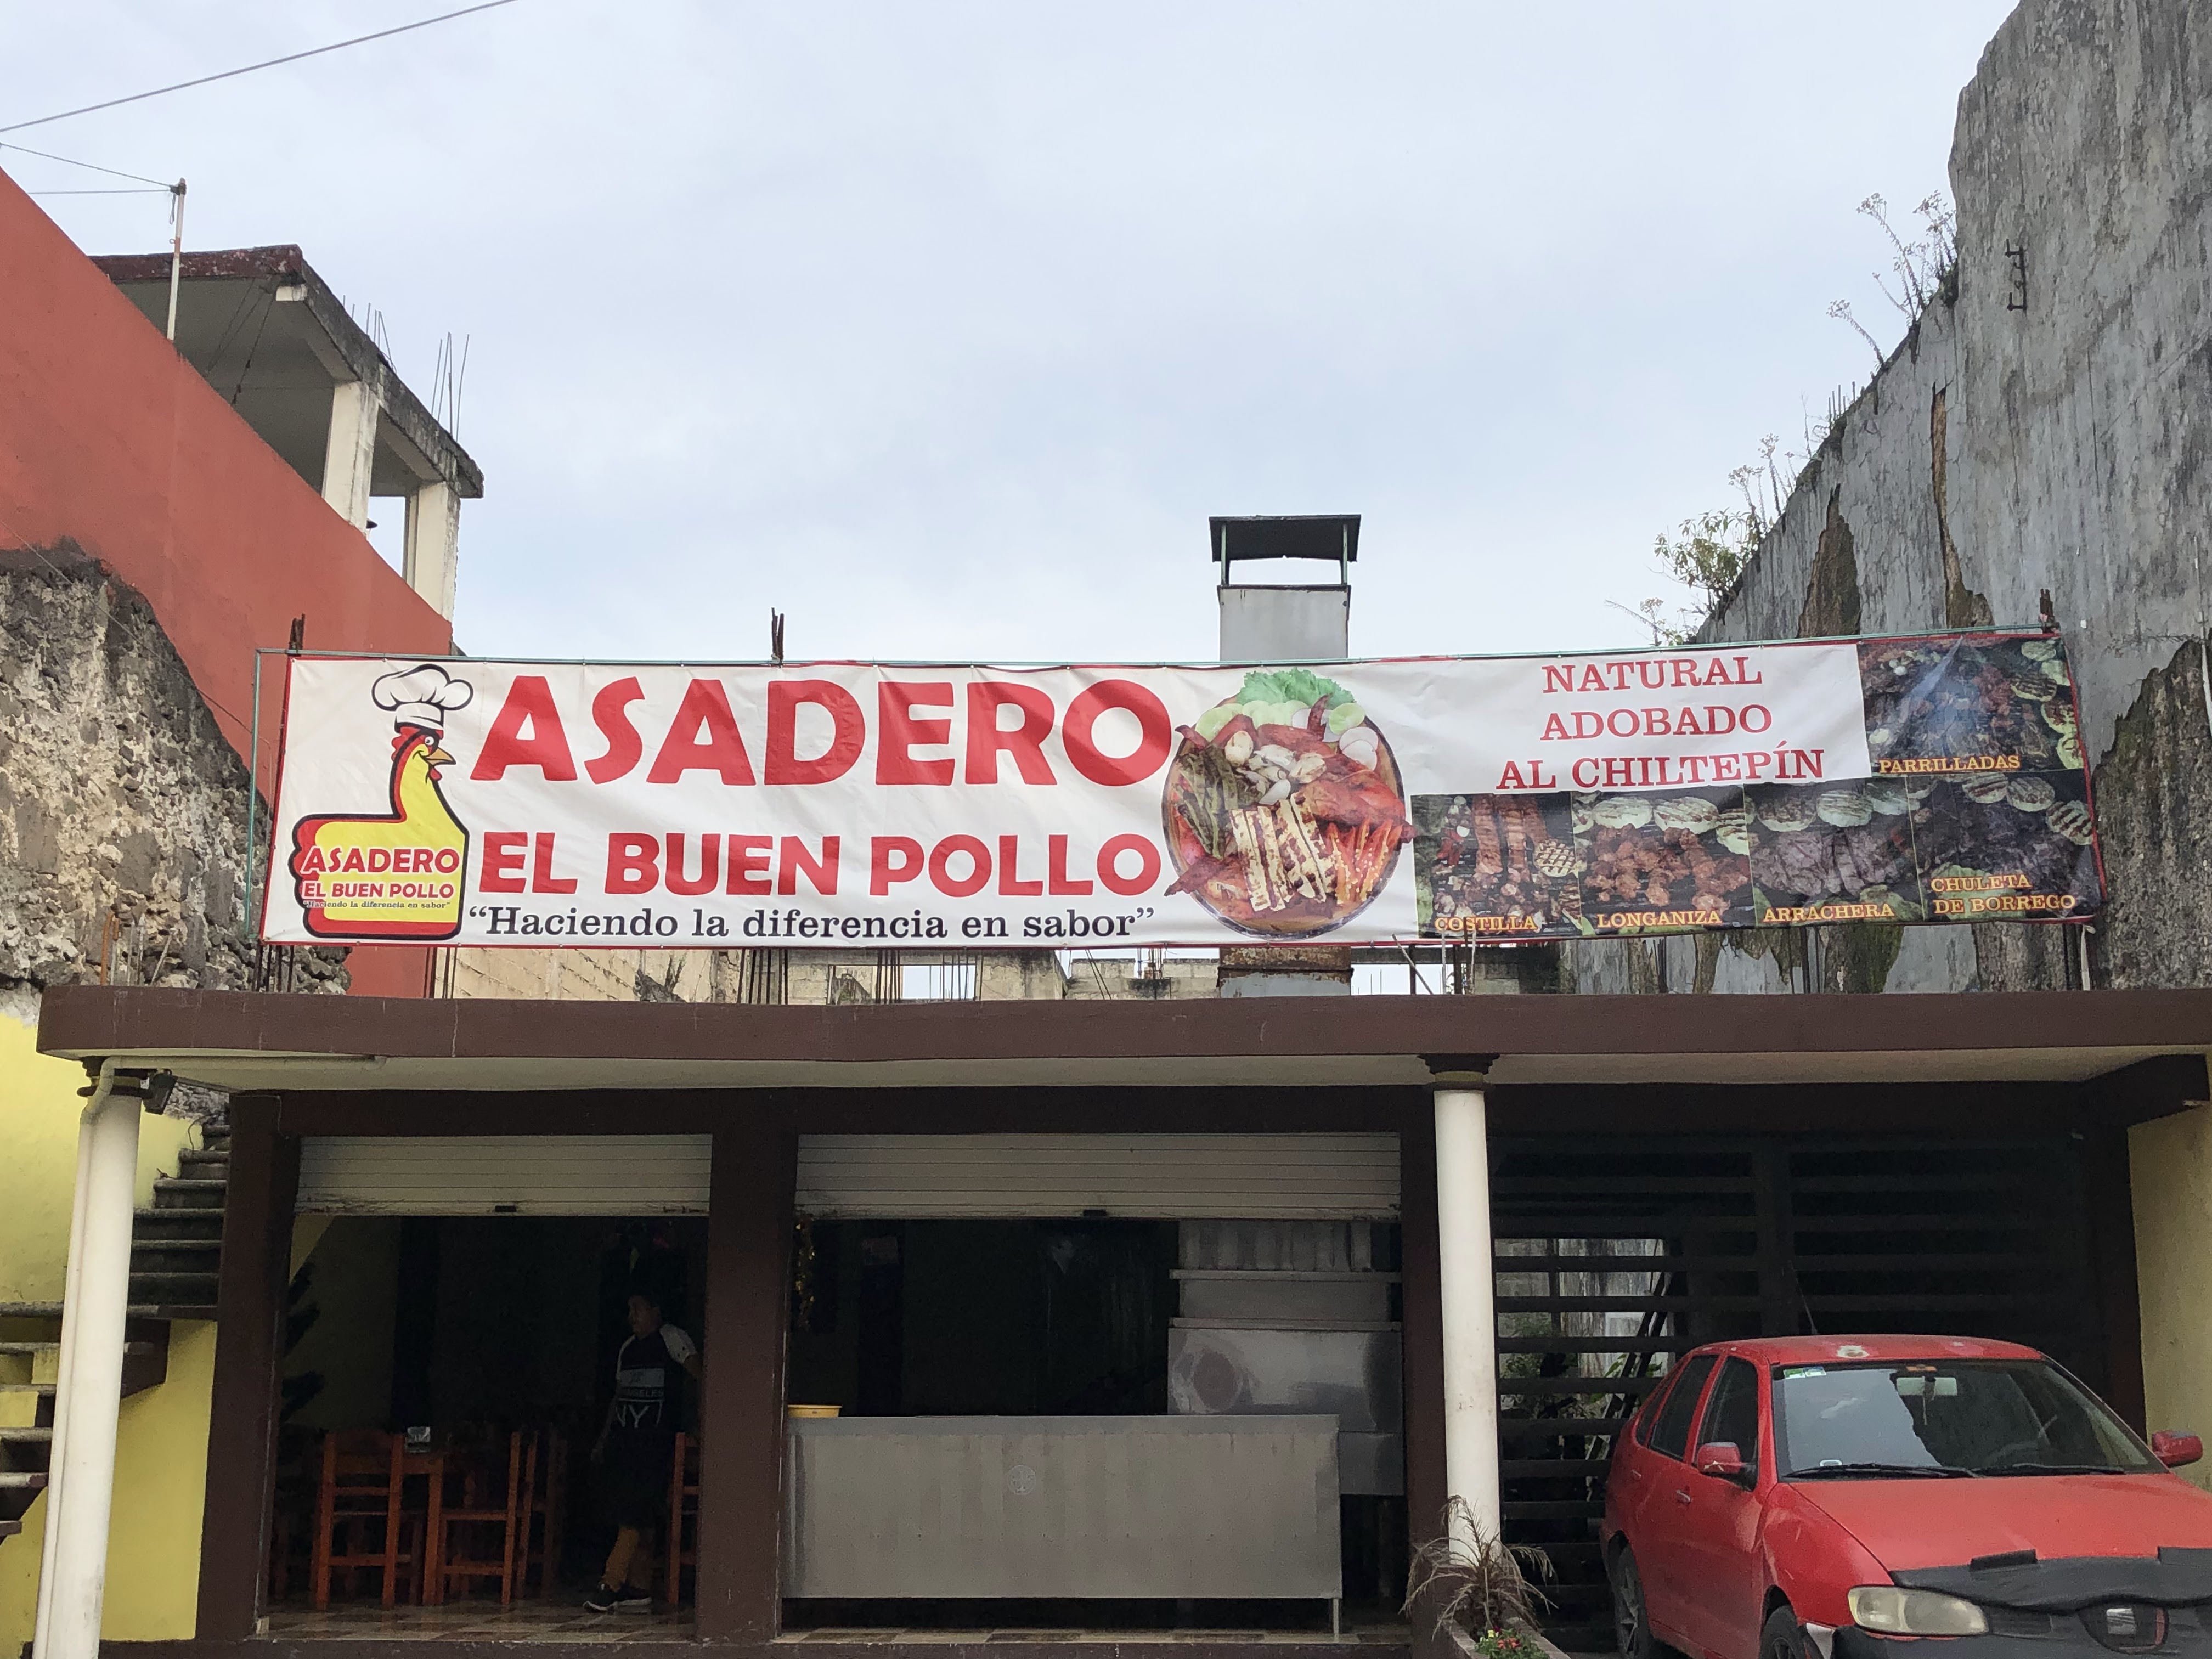 ASADERO
EL BUEN POLLO
"Haciendo la diferencia en sabor"
ASADERO
EL BUEN POLLO
“Haciendo la diferencia en sabor”
NATURAL
ADOBADO
AL CHILTEPÍN
PARRILLADAS
COSTILLA
LONGANIZA
ARRACHERA
CHULETA
DE BORREGO
NY